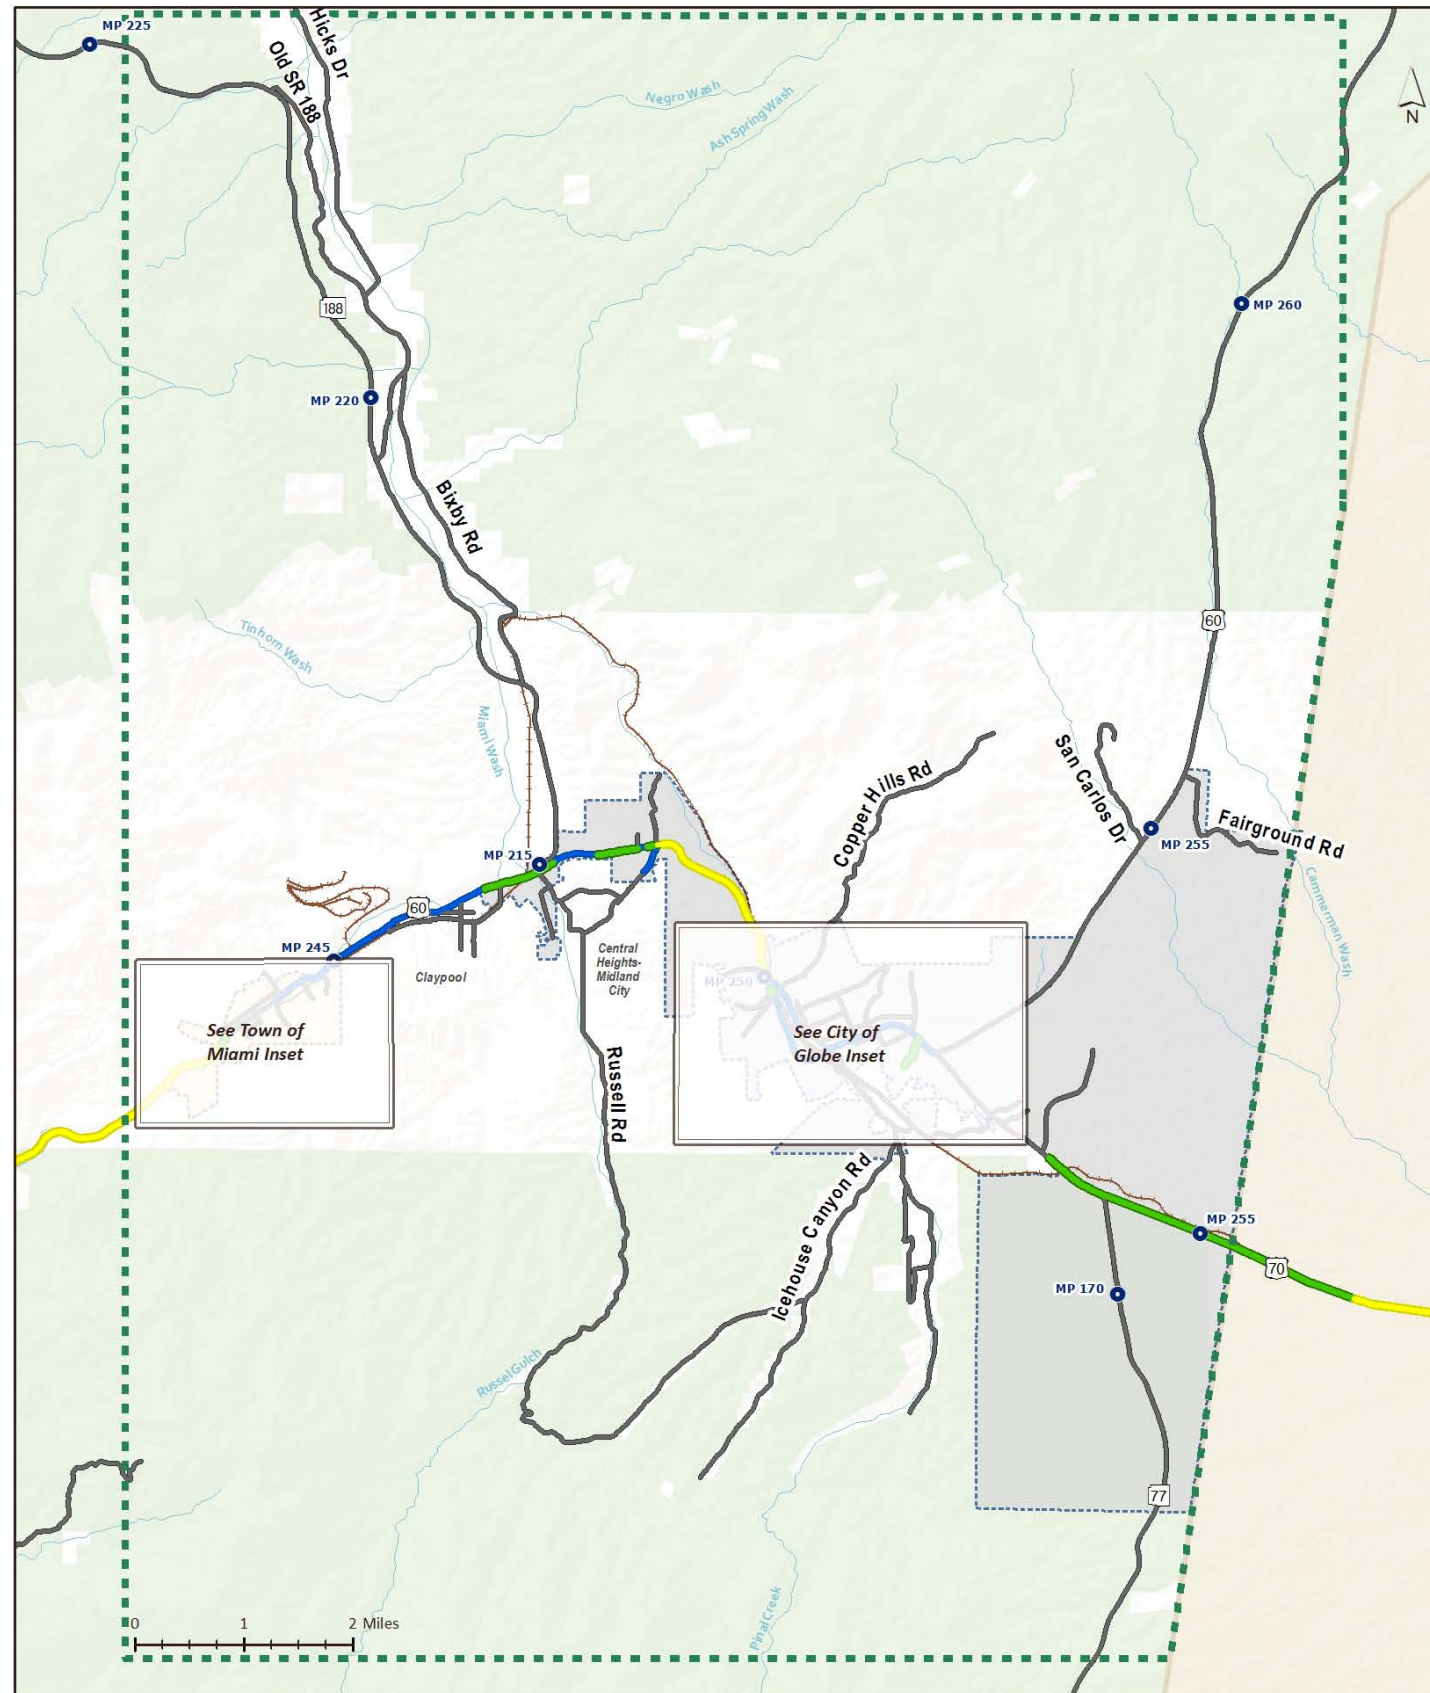 MP 225
Hicks Dr
Old SR 188
Negro Wash
Ash Spring Wash
N
188
MP 260
MP 220
Bixby Rd
60
Tinhorn Wash
Miami Wash
San Carlos Dr
Copper Hills Rd
Fairground Rd
MP 255
MP 215
Cammerman Wash
60
MP 245
Claypool
Central
Heights-
Midland
City
MP 250
See Town of
Miami Inset
See City of
Globe Inset
Russell Rd
Icehouse Canyon Rd
MP 255
70
MP 170
Russel Gulch
77
Pinal Creek
0 1 2 Miles